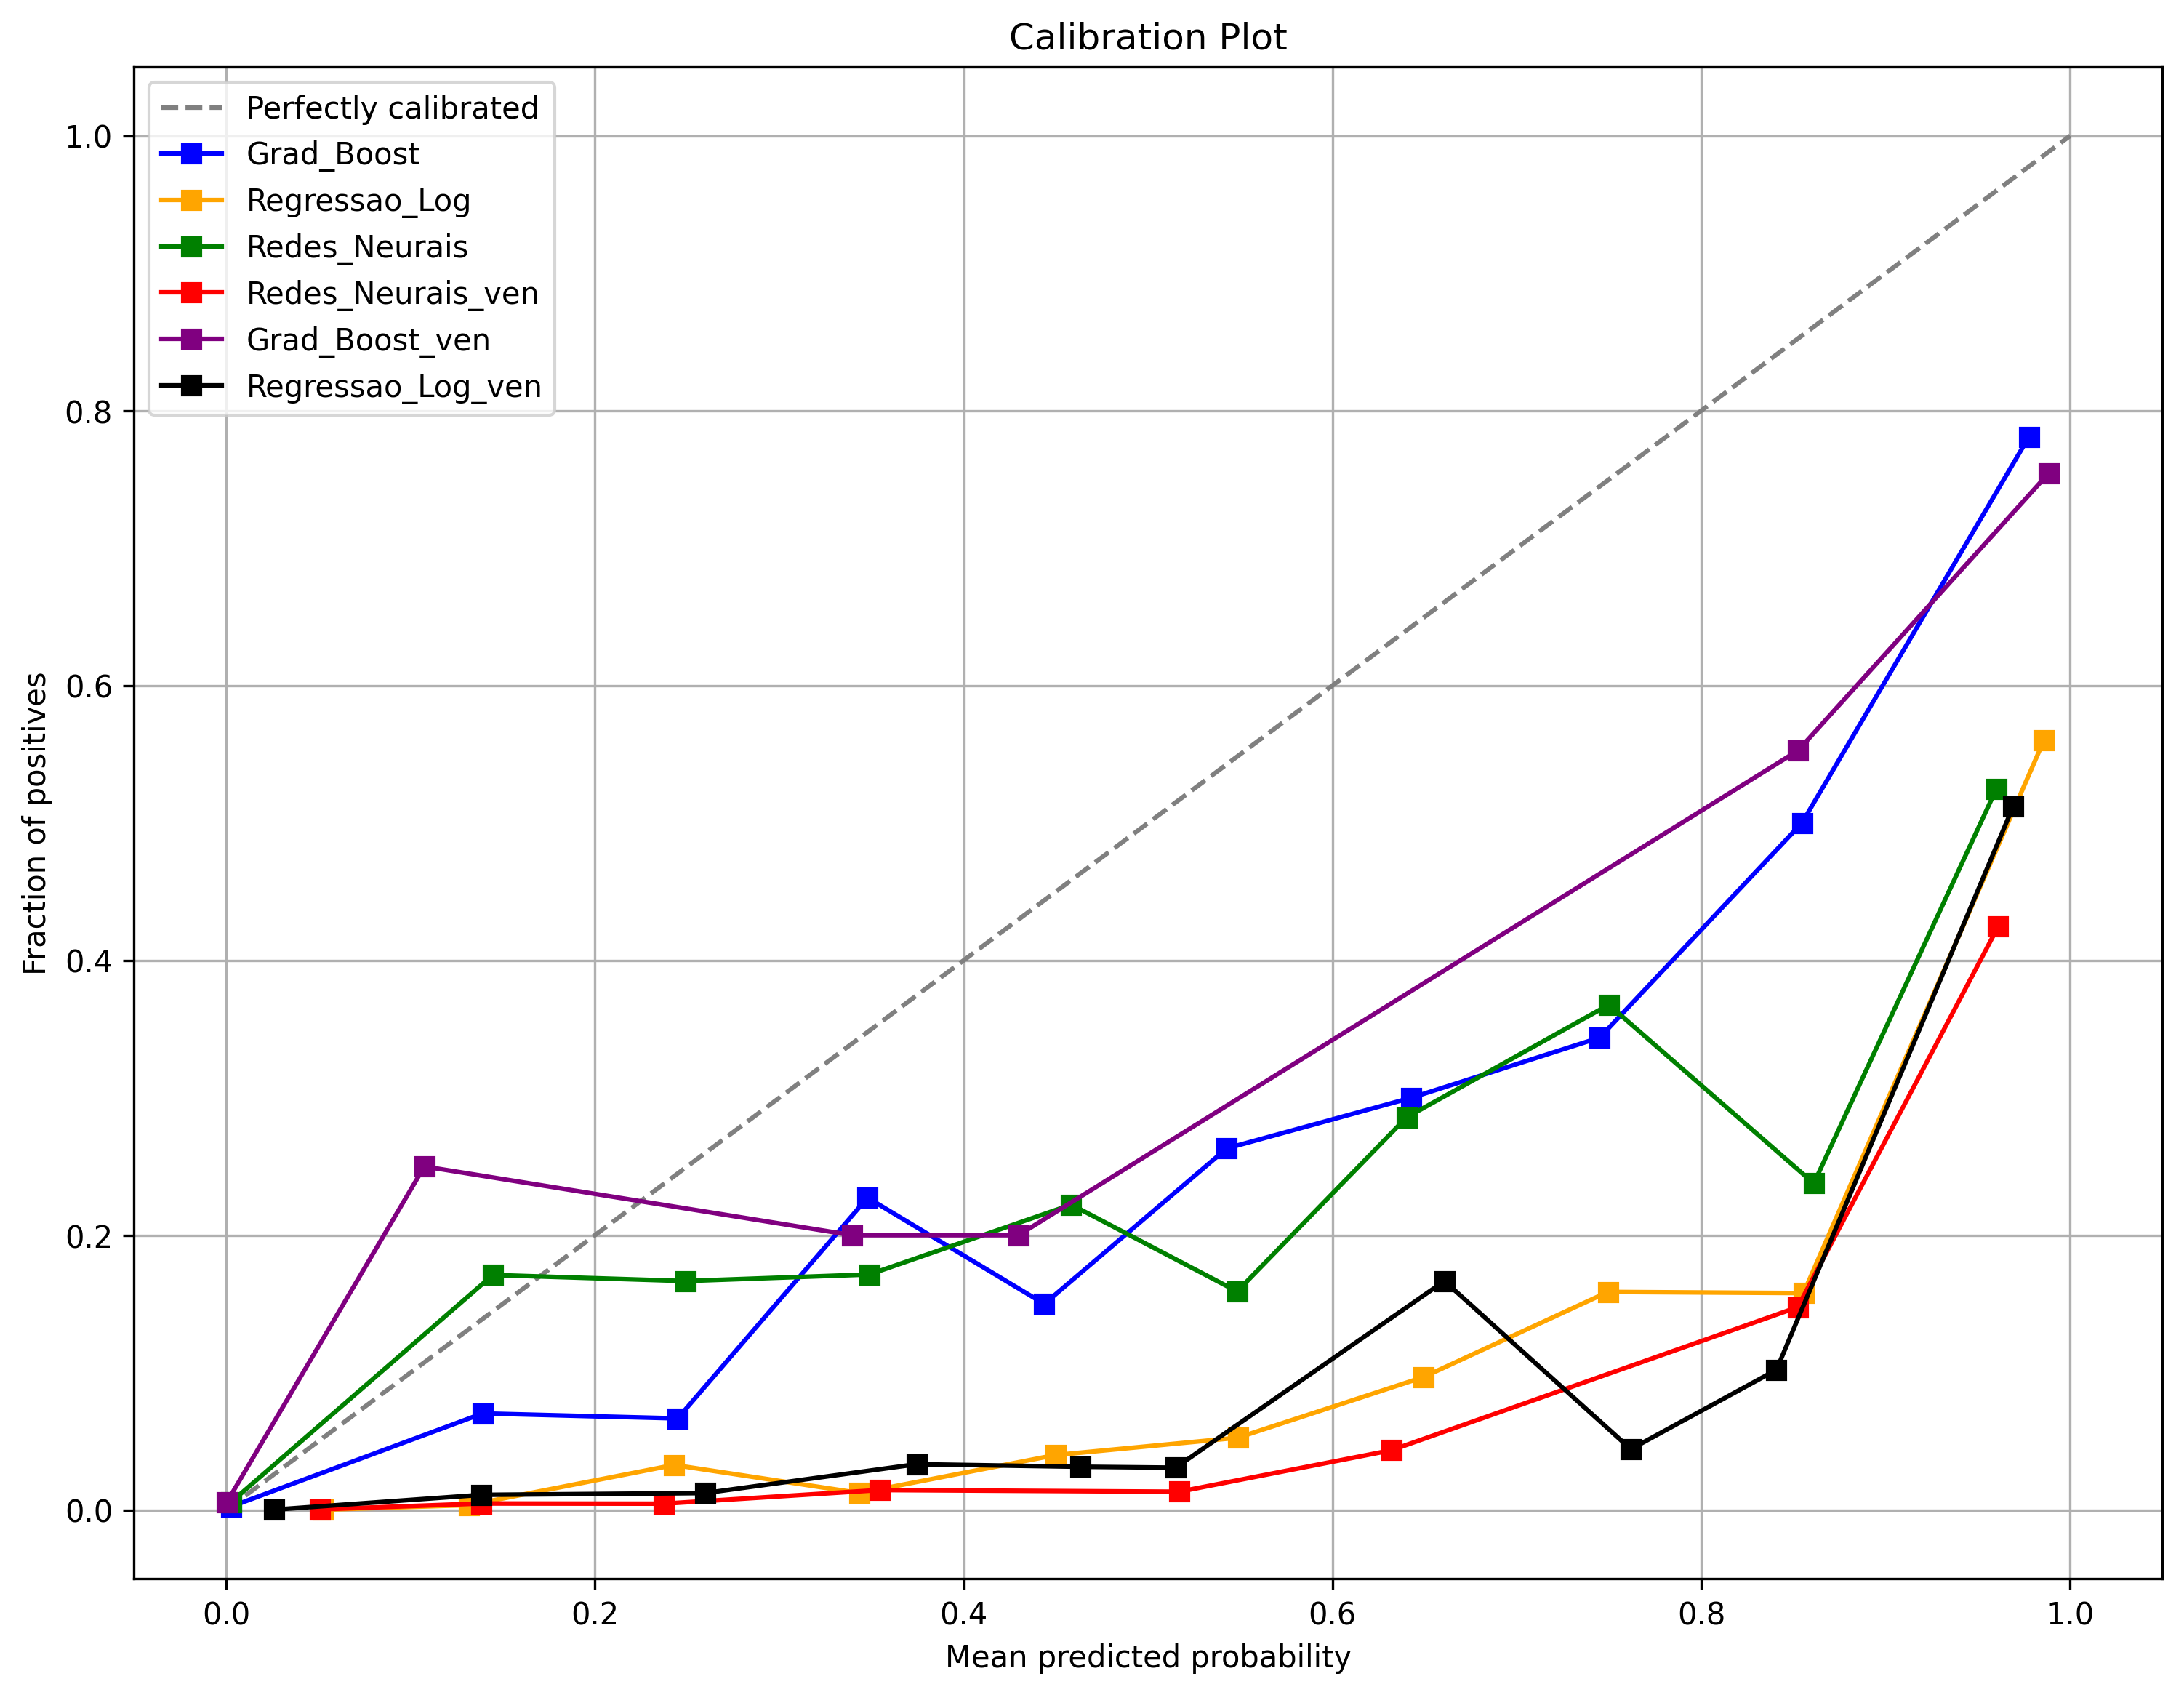 Calibration Plot
Perfectly calibrated
Grad_Boost
Regressao_Log
Redes_Neurais
Redes_Neurais_ven
Grad_Boost_ven
Regressao_Log_ven
1.0
0.8
0.6
0.4
0.2
0.0
Fraction of positives
0.0 0.2 0.4 0.6 0.8 1.0
Mean predicted probability